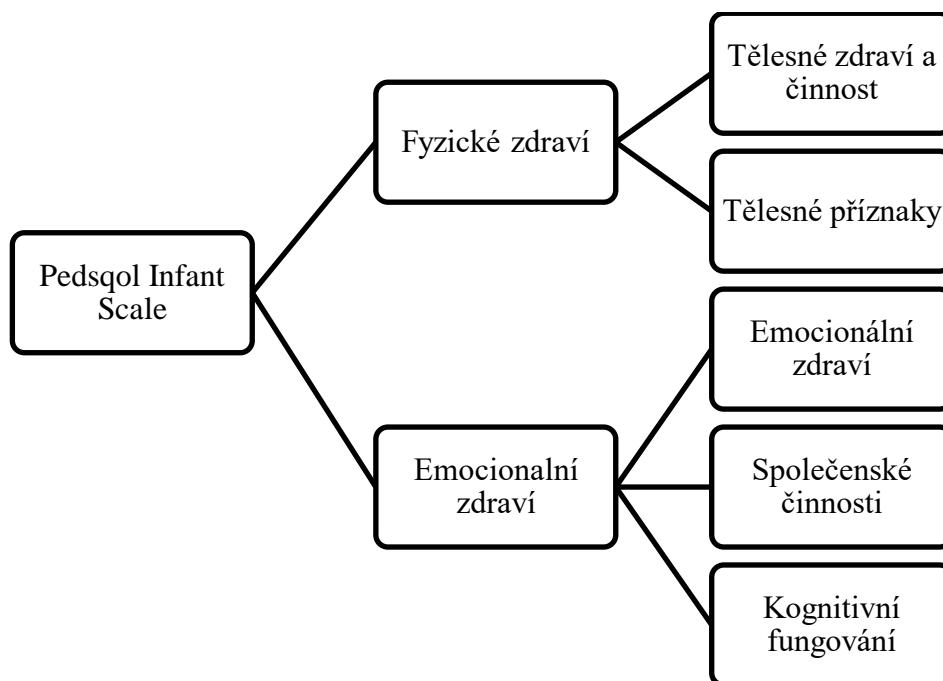 Tělesné zdraví a
činnost
Fyzické zdraví
Tělesné příznaky
Pedsqol Infant
Scale
Emocionální
zdraví
Emocionalní
zdraví
Společenské
činnosti
Kognitivní
fungování